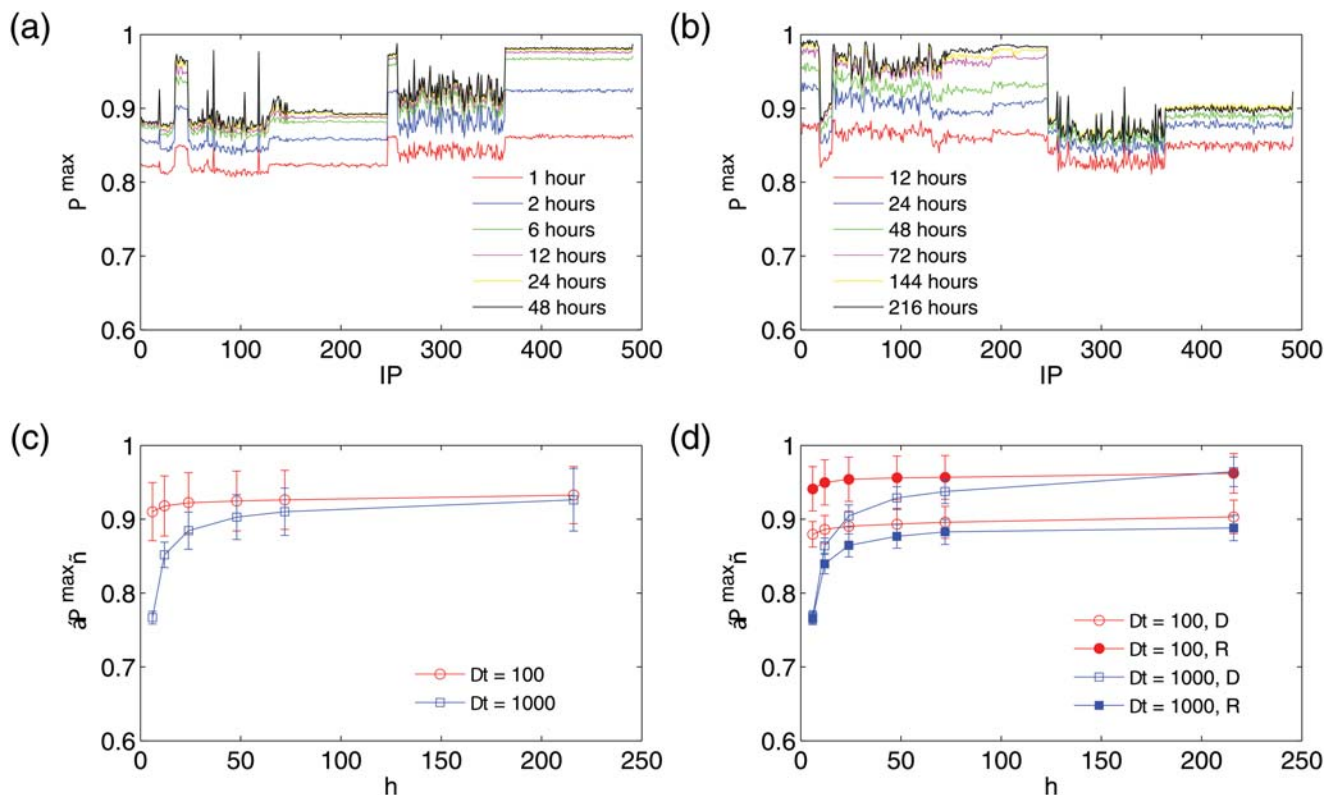 (a)
1
0.9
0.8
0.7
0.6
P max
0
100
200
300
400
500
IP
1 hour
2 hours
6 hours
12 hours
24 hours
48 hours
(b)
1
0.9
0.8
0.7
0.6
P max
0
100
200
300
400
500
IP
12 hours
24 hours
48 hours
72 hours
144 hours
216 hours
(c)
1
0.9
0.8
0.7
0.6
áP max ñ
0
50
100
150
200
250
h
Dt = 100
Dt = 1000
(d)
1
0.9
0.8
0.7
0.6
áP max ñ
0
50
100
150
200
250
h
Dt = 100, D
Dt = 100, R
Dt = 1000, D
Dt = 1000, R